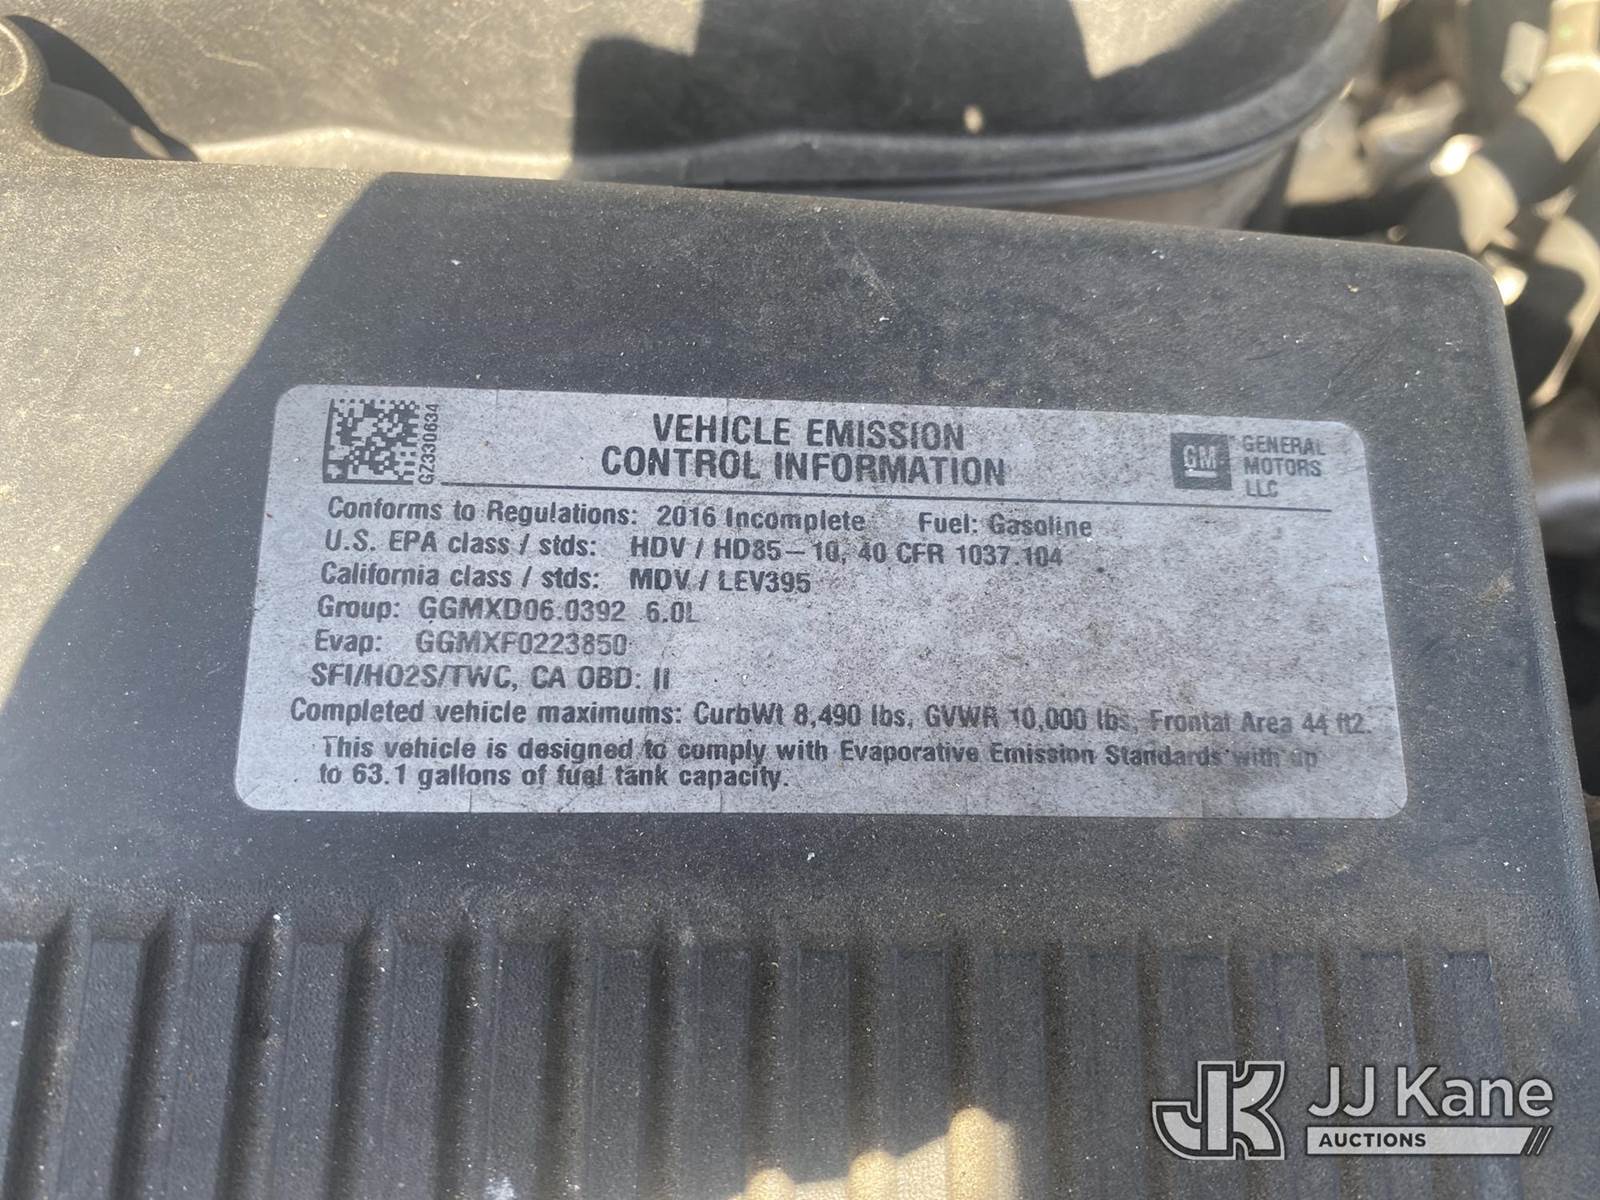 GZ330634
VEHICLE EMISSION
CONTROL INFORMATION
GM
GENERAL
MOTORS
LLC
Conforms to Regulations: 2016 Incomplete Fuel: Gasoline
U.S. EPA class / stds: HDV / HD85-10, 40 CFR 1037.104
California class / stds: MDV / LEV395
Group: GGMXD06.0392 6.0L
Evap: GGMXF0223850
SFI/HO2S/TWC, CA OBD: II
Completed vehicle maximums: CurbWt 8,490 lbs, GVWR 10,000 lbs, Frontal Area 44 ft2.
This vehicle is designed to comply with Evaporative Emission Standards with up
to 63.1 gallons of fuel tank capacity.
JK
JJ Kane
AUCTIONS